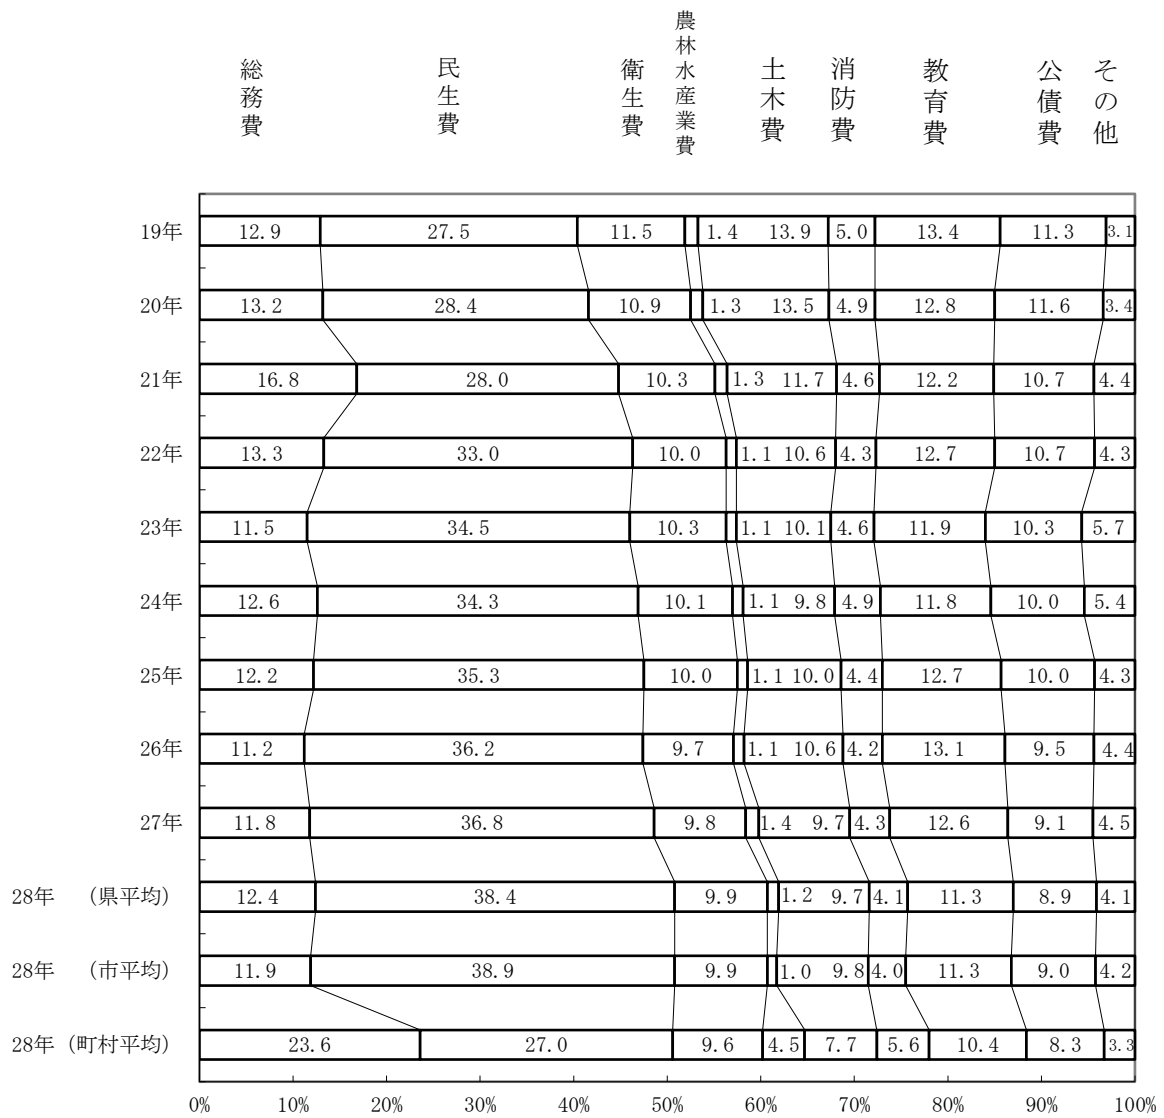 総務費
民生費
衛生費
農林水産業費
土木費
消防費
教育費
公債費
その他
19年 12.9 27.5 11.5 1.4 13.9 5.0 13.4 11.3 3.1
20年 13.2 28.4 10.9 1.3 13.5 4.9 12.8 11.6 3.4
21年 16.8 28.0 10.3 1.3 11.7 4.6 12.2 10.7 4.4
22年 13.3 33.0 10.0 1.1 10.6 4.3 12.7 10.7 4.3
23年 11.5 34.5 10.3 1.1 10.1 4.6 11.9 10.3 5.7
24年 12.6 34.3 10.1 1.1 9.8 4.9 11.8 10.0 5.4
25年 12.2 35.3 10.0 1.1 10.0 4.4 12.7 10.0 4.3
26年 11.2 36.2 9.7 1.1 10.6 4.2 13.1 9.5 4.4
27年 11.8 36.8 9.8 1.4 9.7 4.3 12.6 9.1 4.5
28年 （県平均） 12.4 38.4 9.9 1.2 9.7 4.1 11.3 8.9 4.1
28年 （市平均） 11.9 38.9 9.9 1.0 9.8 4.0 11.3 9.0 4.2
28年（町村平均） 23.6 27.0 9.6 4.5 7.7 5.6 10.4 8.3 3.3
0% 10% 20% 30% 40% 50% 60% 70% 80% 90% 100%